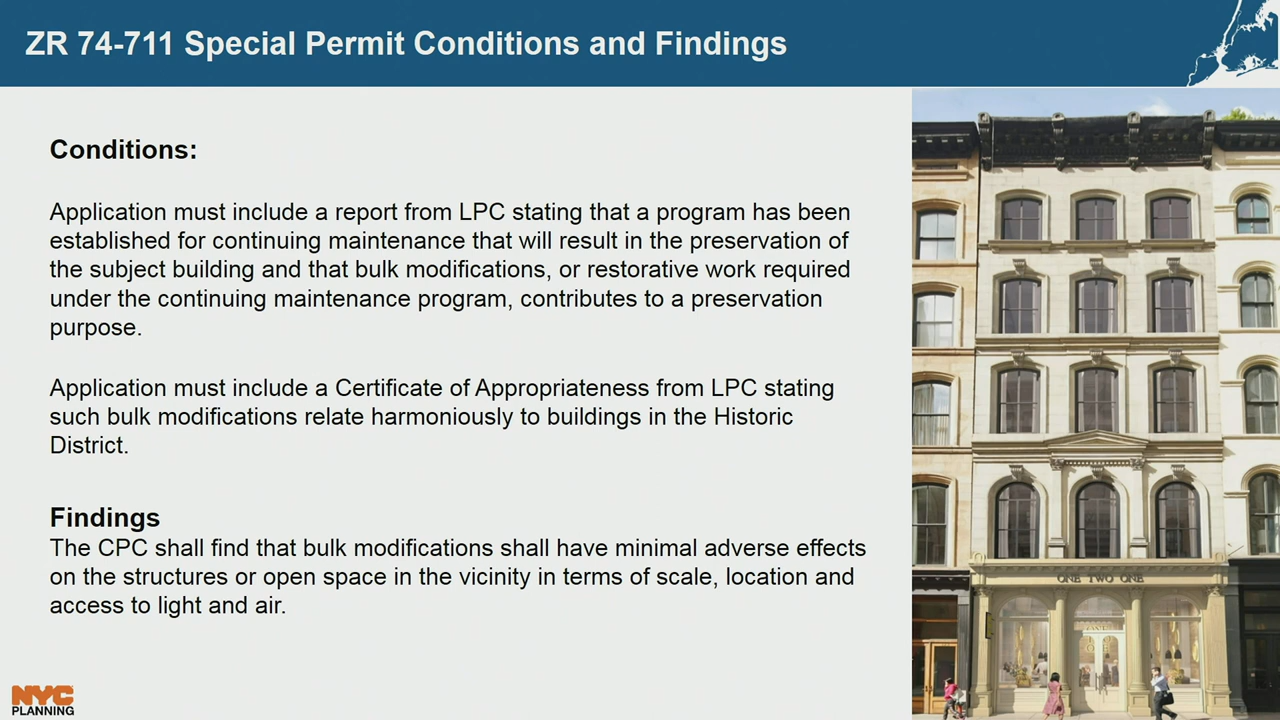 ZR 74-711 Special Permit Conditions and Findings
Conditions:
Application must include a report from LPC stating that a program has been
established for continuing maintenance that will result in the preservation of
the subject building and that bulk modifications, or restorative work required
under the continuing maintenance program, contributes to a preservation
purpose.
Application must include a Certificate of Appropriateness from LPC stating
such bulk modifications relate harmoniously to buildings in the Historic
District.
Findings
The CPC shall find that bulk modifications shall have minimal adverse effects
on the structures or open space in the vicinity in terms of scale, location and
access to light and air.
ONE TWO ONE
NYC
PLANNING